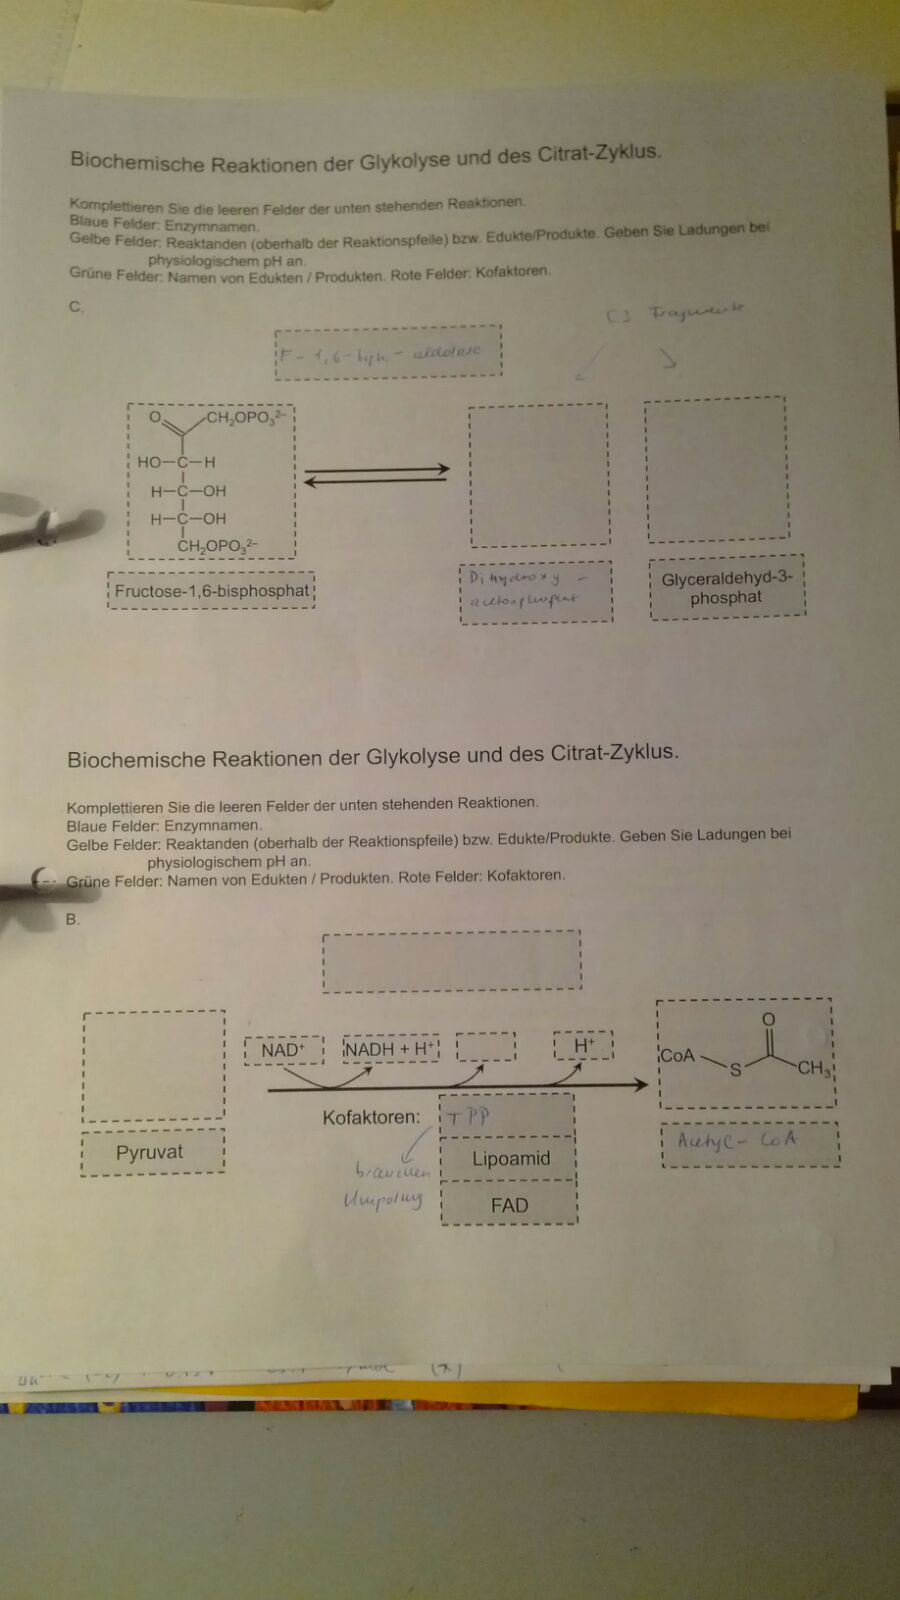 Biochemische Reaktionen der Glykolyse und des Citrat-Zyklus.
Komplettieren Sie die leeren Felder der unten stehenden Reaktionen.
Blaue Felder: Enzymnamen.
Gelbe Felder: Reaktanden (oberhalb der Reaktionspfeile) bzw. Edukte/Produkte. Geben Sie Ladungen bei
physiologischem pH an.
Grüne Felder: Namen von Edukten / Produkten. Rote Felder: Kofaktoren.
C.
C3 Fragmente
F-1,6-biph.-aldolase
O CH₂OPO₃²⁻
HO-C-H
H-C-OH
H-C-OH
CH₂OPO₃²⁻
Fructose-1,6-bisphosphat
Dihydroxy-
acetonphosphat
Glyceraldehyd-3-
phosphat
Biochemische Reaktionen der Glykolyse und des Citrat-Zyklus.
Komplettieren Sie die leeren Felder der unten stehenden Reaktionen.
Blaue Felder: Enzymnamen.
Gelbe Felder: Reaktanden (oberhalb der Reaktionspfeile) bzw. Edukte/Produkte. Geben Sie Ladungen bei
physiologischem pH an.
Grüne Felder: Namen von Edukten / Produkten. Rote Felder: Kofaktoren.
B.
NAD⁺ NADH + H⁺ H⁺
O
CoA S CH₃
Kofaktoren: TPP
brauchen
Umpolung
Lipoamid
FAD
Pyruvat
Acetyl-CoA